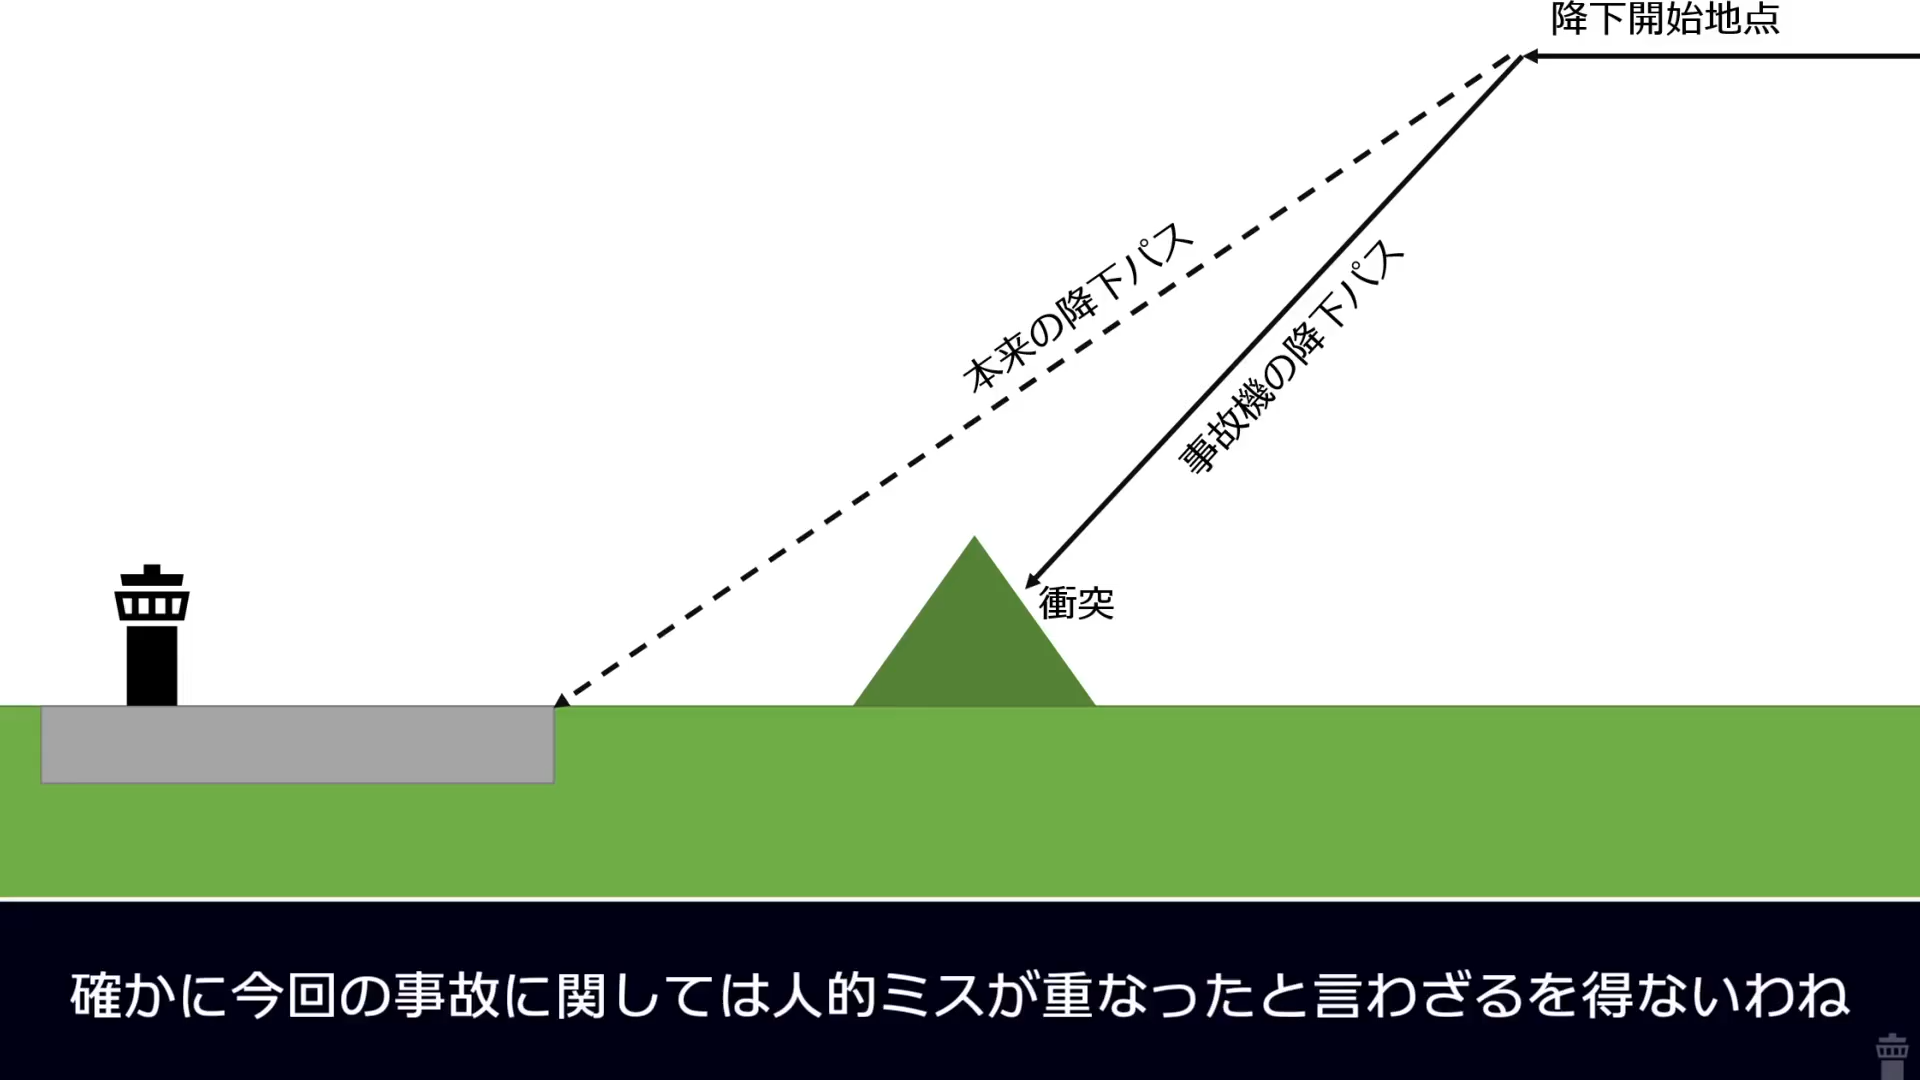 降下開始地点
本来の降下パス
事故機の降下パス
衝突
確かに今回の事故に関しては人的ミスが重なったと言わざるを得ないわね